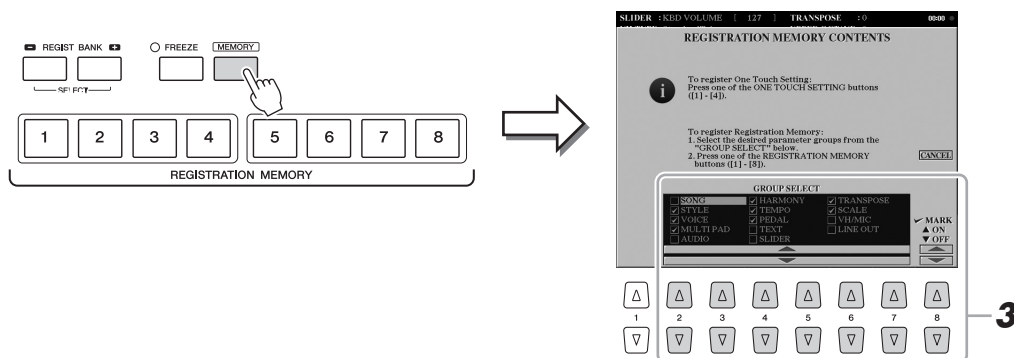 REGIST BANK
FREEZE
MEMORY
SELECT
1 2 3 4 5 6 7 8
REGISTRATION MEMORY
SLIDER :KBD VOLUME [ 127 ] TRANSPOSE :0 00:00
REGISTRATION MEMORY CONTENTS
i
To register One Touch Setting:
Press one of the ONE TOUCH SETTING buttons
([1] - [4]).
To register Registration Memory:
1. Select the desired parameter groups from the
"GROUP SELECT" below.
2. Press one of the REGISTRATION MEMORY
buttons ([1] - [8]).
CANCEL
GROUP SELECT
SONG HARMONY TRANSPOSE
STYLE TEMPO SCALE
VOICE PEDAL VH/MIC
MULTI PAD TEXT LINE OUT
AUDIO SLIDER
MARK
▲ ON
▼ OFF
1 2 3 4 5 6 7 8
3